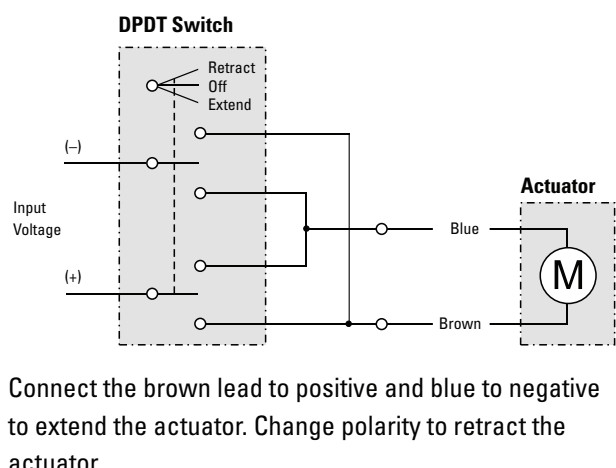 DPDT Switch
Retract
Off
Extend
(–)
Input
Voltage
(+)
Actuator
Blue
M
Brown
Connect the brown lead to positive and blue to negative
to extend the actuator. Change polarity to retract the
actuator